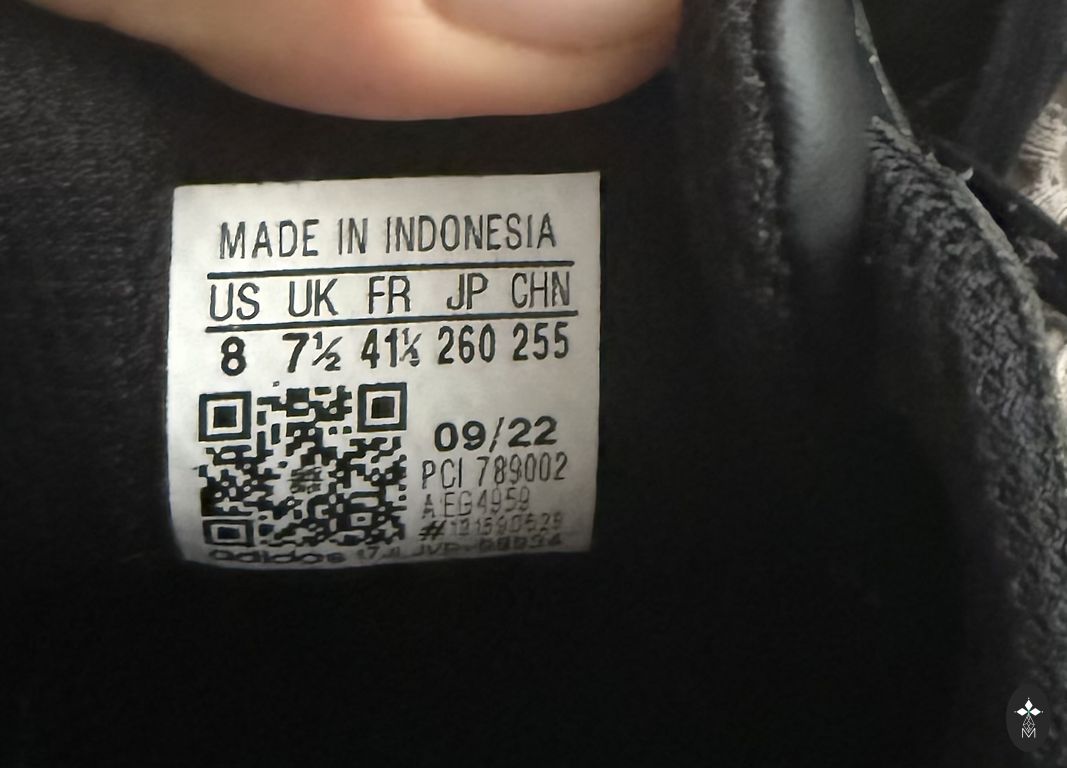 MADE IN INDONESIA
US UK FR JP CHN
8 7½ 41⅓ 260 255
09/22
PCI 789002
AEG4959
adidas
M